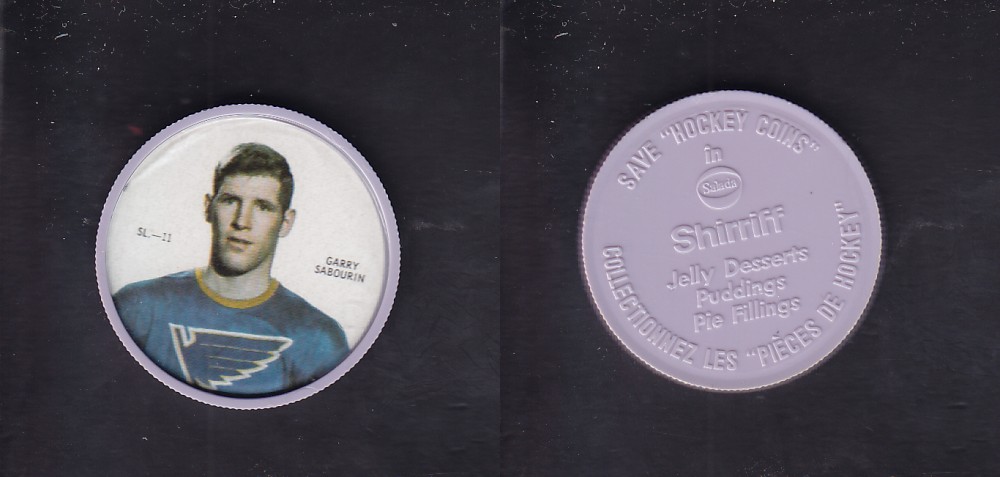 SL.—11
GARRY
SABOURIN
SAVE "HOCKEY COINS"
in
Salada
Shirriff
Jelly Desserts
Puddings
Pie Fillings
COLLECTIONNEZ LES "PIÈCES DE HOCKEY"